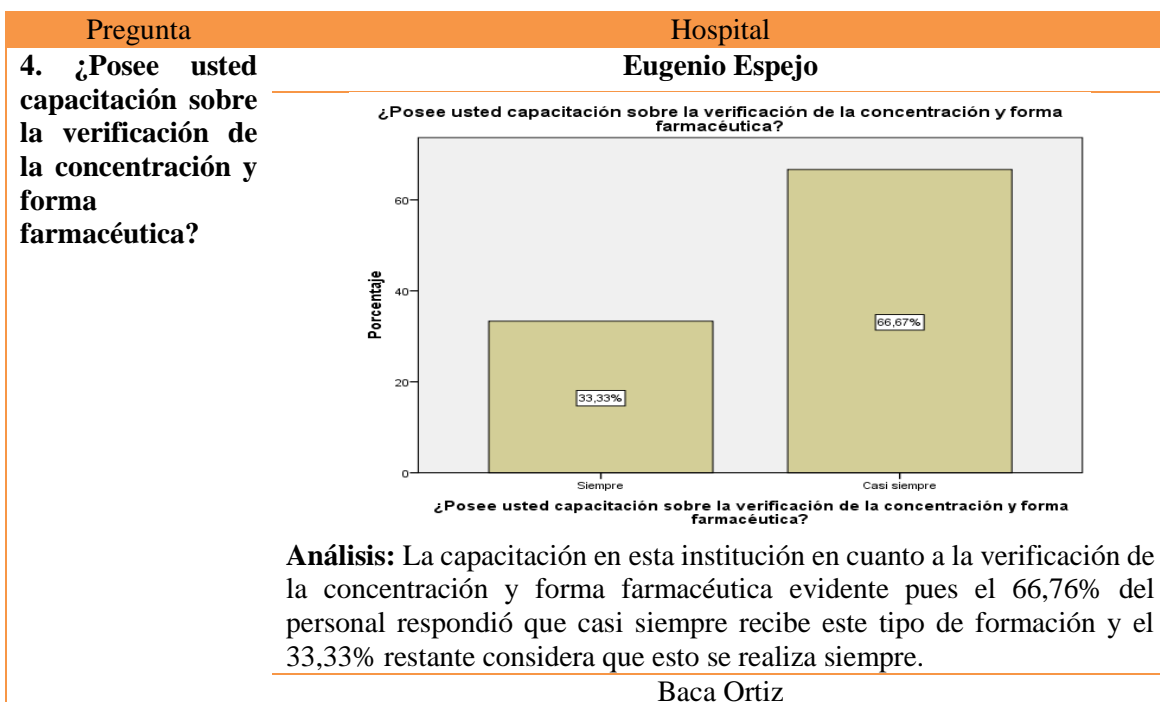 Pregunta
Hospital
4. ¿Posee usted
capacitación sobre
la verificación de
la concentración y
forma
farmacéutica?
Eugenio Espejo
¿Posee usted capacitación sobre la verificación de la concentración y forma
farmacéutica?
Porcentaje
60
40
20
0
33,33%
66,67%
Siempre
Casi siempre
¿Posee usted capacitación sobre la verificación de la concentración y forma
farmacéutica?
Análisis: La capacitación en esta institución en cuanto a la verificación de
la concentración y forma farmacéutica evidente pues el 66,76% del
personal respondió que casi siempre recibe este tipo de formación y el
33,33% restante considera que esto se realiza siempre.
Baca Ortiz